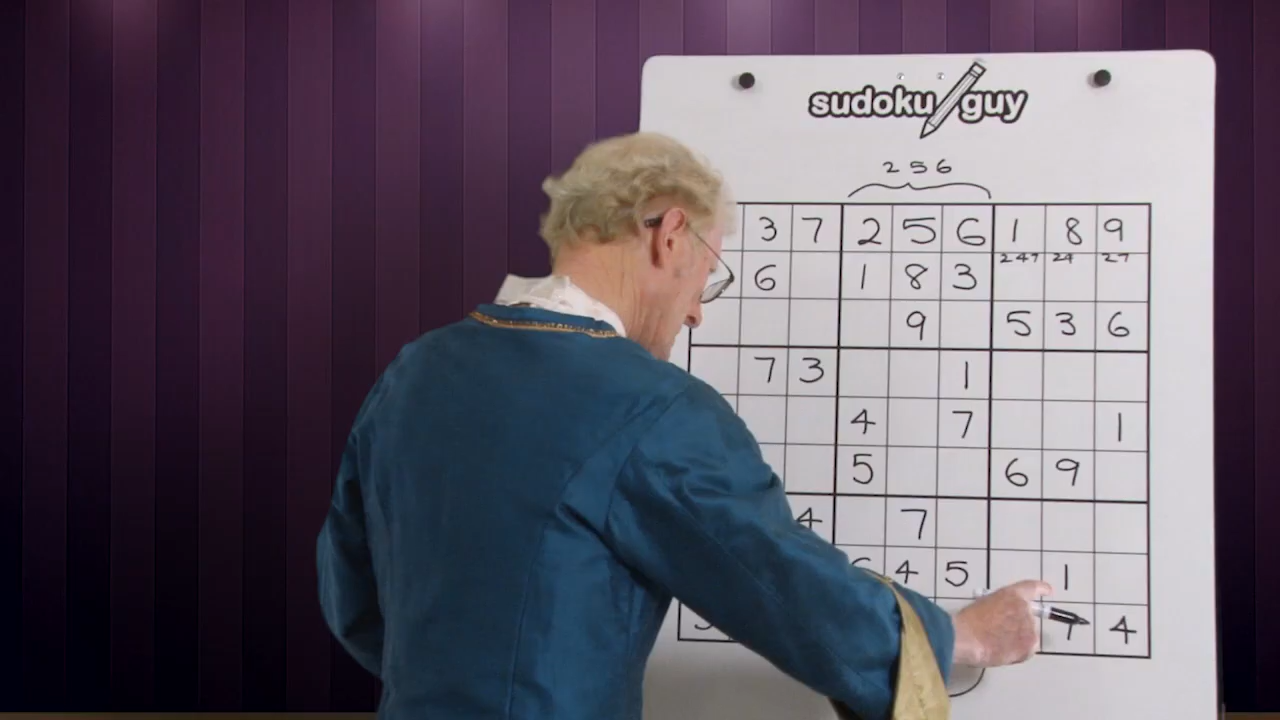 sudoku guy
256
3 7 2 5 6 1 8 9
247 24 27
6 1 8 3
9 5 3 6
7 3 1
4 7 1
5 6 9
4 7
4 5 1
4